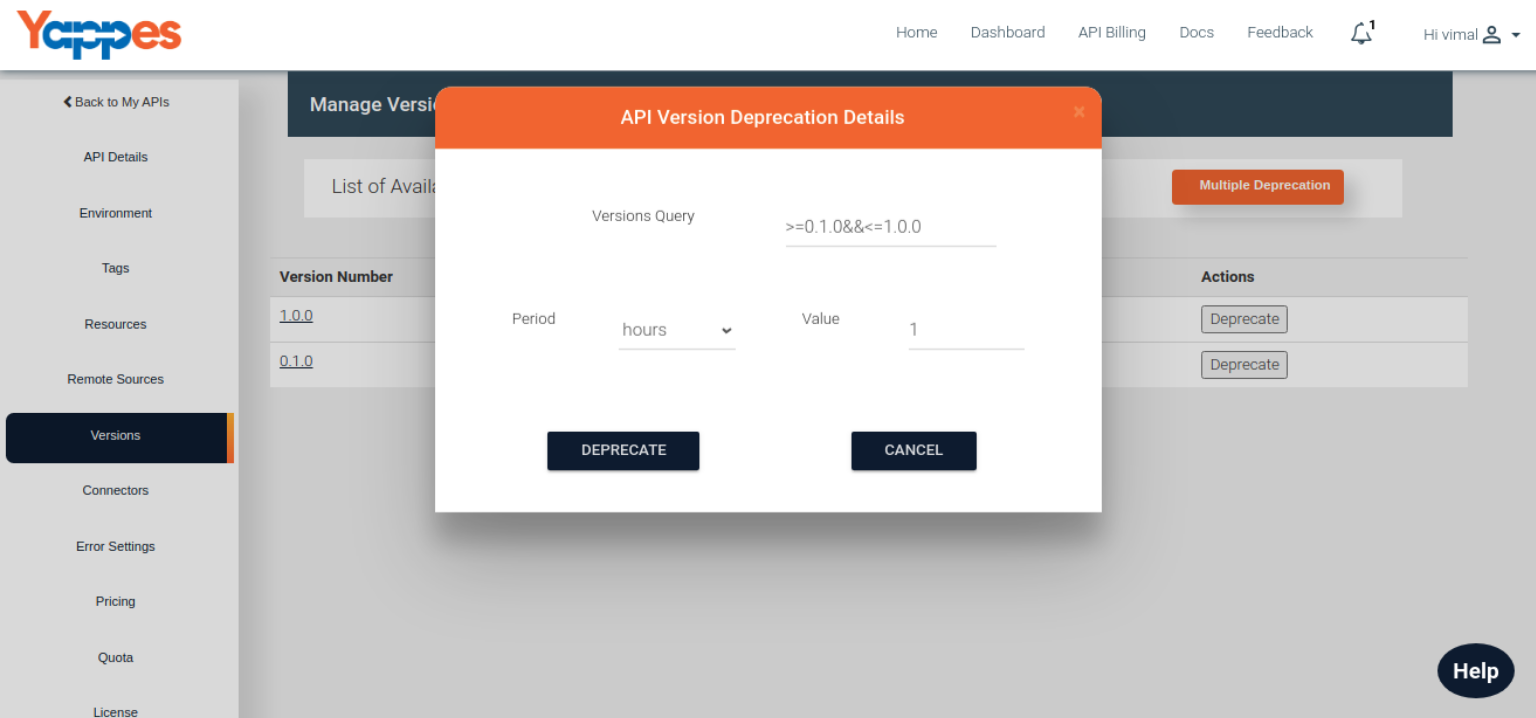 Yappes
Home Dashboard API Billing Docs Feedback 1 Hi vimal
Back to My APIs
API Details
Environment
Tags
Resources
Remote Sources
Versions
Connectors
Error Settings
Pricing
Quota
License
Manage Versi
List of Availa
Multiple Deprecation
Version Number Actions
1.0.0 Deprecate
0.1.0 Deprecate
API Version Deprecation Details ×
Versions Query >=0.1.0&&<=1.0.0
Period hours Value 1
DEPRECATE CANCEL
Help